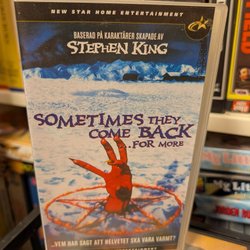 NEW STAR HOME ENTERTAINMENT
BASERAD PÅ KARAKTÄRER SKAPADE AV
STEPHEN KING
SOMETIMES THEY
COME BACK
..FOR MORE
...VEM HAR SAGT ATT HELVETET SKA VARA VARMT?